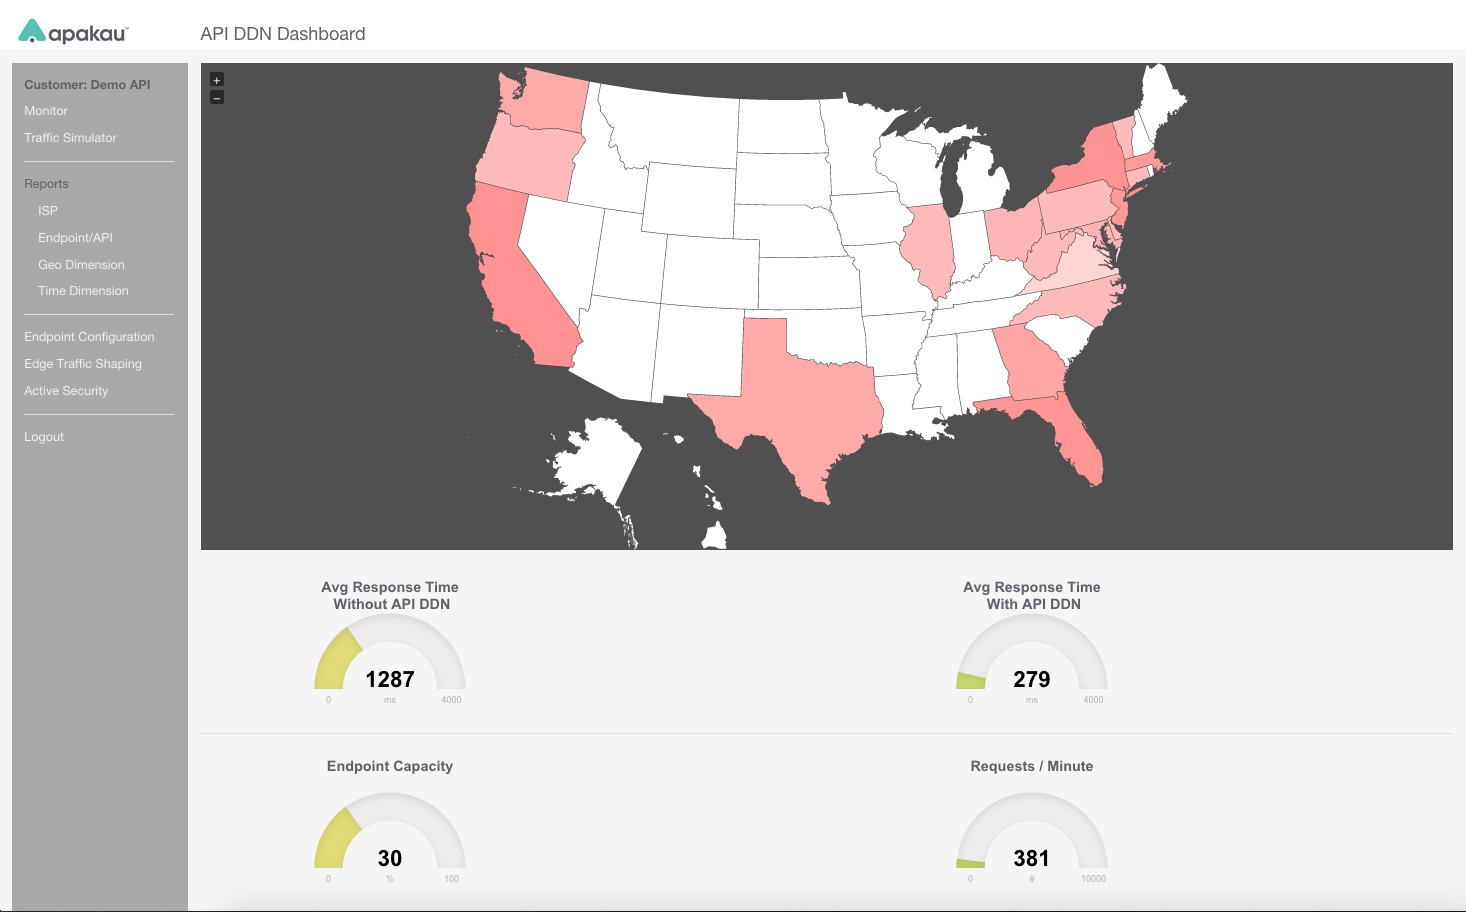 apakau™
API DDN Dashboard
Customer: Demo API
Monitor
Traffic Simulator
Reports
ISP
Endpoint/API
Geo Dimension
Time Dimension
Endpoint Configuration
Edge Traffic Shaping
Active Security
Logout
+
−
Avg Response Time
Without API DDN
1287
0 ms 4000
Avg Response Time
With API DDN
279
0 ms 4000
Endpoint Capacity
30
0 % 100
Requests / Minute
381
0 # 10000